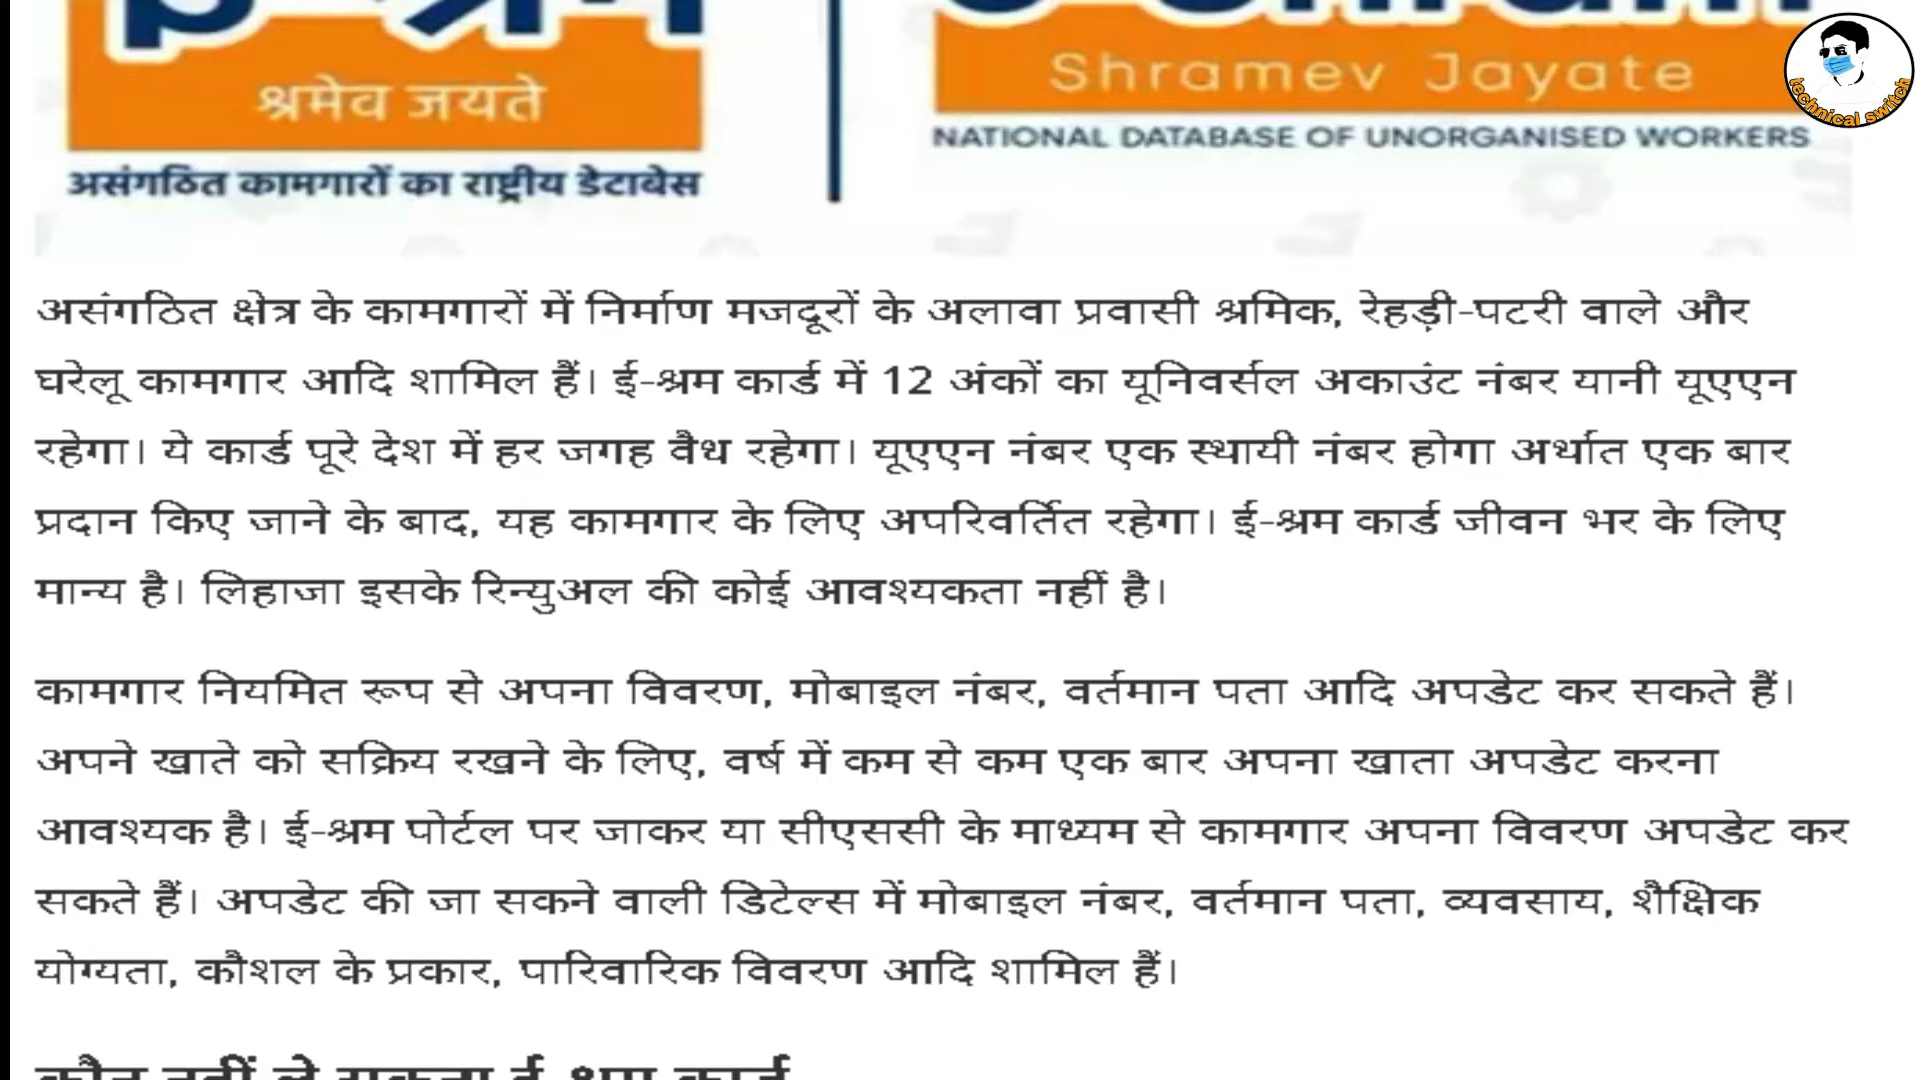 श्रमेव जयते
असंगठित कामगारों का राष्ट्रीय डेटाबेस
Shramev Jayate
NATIONAL DATABASE OF UNORGANISED WORKERS
technical switch
असंगठित क्षेत्र के कामगारों में निर्माण मजदूरों के अलावा प्रवासी श्रमिक, रेहड़ी-पटरी वाले और
घरेलू कामगार आदि शामिल हैं। ई-श्रम कार्ड में 12 अंकों का यूनिवर्सल अकाउंट नंबर यानी यूएएन
रहेगा। ये कार्ड पूरे देश में हर जगह वैध रहेगा। यूएएन नंबर एक स्थायी नंबर होगा अर्थात एक बार
प्रदान किए जाने के बाद, यह कामगार के लिए अपरिवर्तित रहेगा। ई-श्रम कार्ड जीवन भर के लिए
मान्य है। लिहाजा इसके रिन्युअल की कोई आवश्यकता नहीं है।
कामगार नियमित रूप से अपना विवरण, मोबाइल नंबर, वर्तमान पता आदि अपडेट कर सकते हैं।
अपने खाते को सक्रिय रखने के लिए, वर्ष में कम से कम एक बार अपना खाता अपडेट करना
आवश्यक है। ई-श्रम पोर्टल पर जाकर या सीएससी के माध्यम से कामगार अपना विवरण अपडेट कर
सकते हैं। अपडेट की जा सकने वाली डिटेल्स में मोबाइल नंबर, वर्तमान पता, व्यवसाय, शैक्षिक
योग्यता, कौशल के प्रकार, पारिवारिक विवरण आदि शामिल हैं।